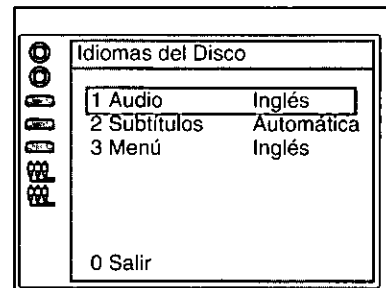 Idiomas del Disco
1 Audio Inglés
2 Subtítulos Automática
3 Menú Inglés
0 Salir